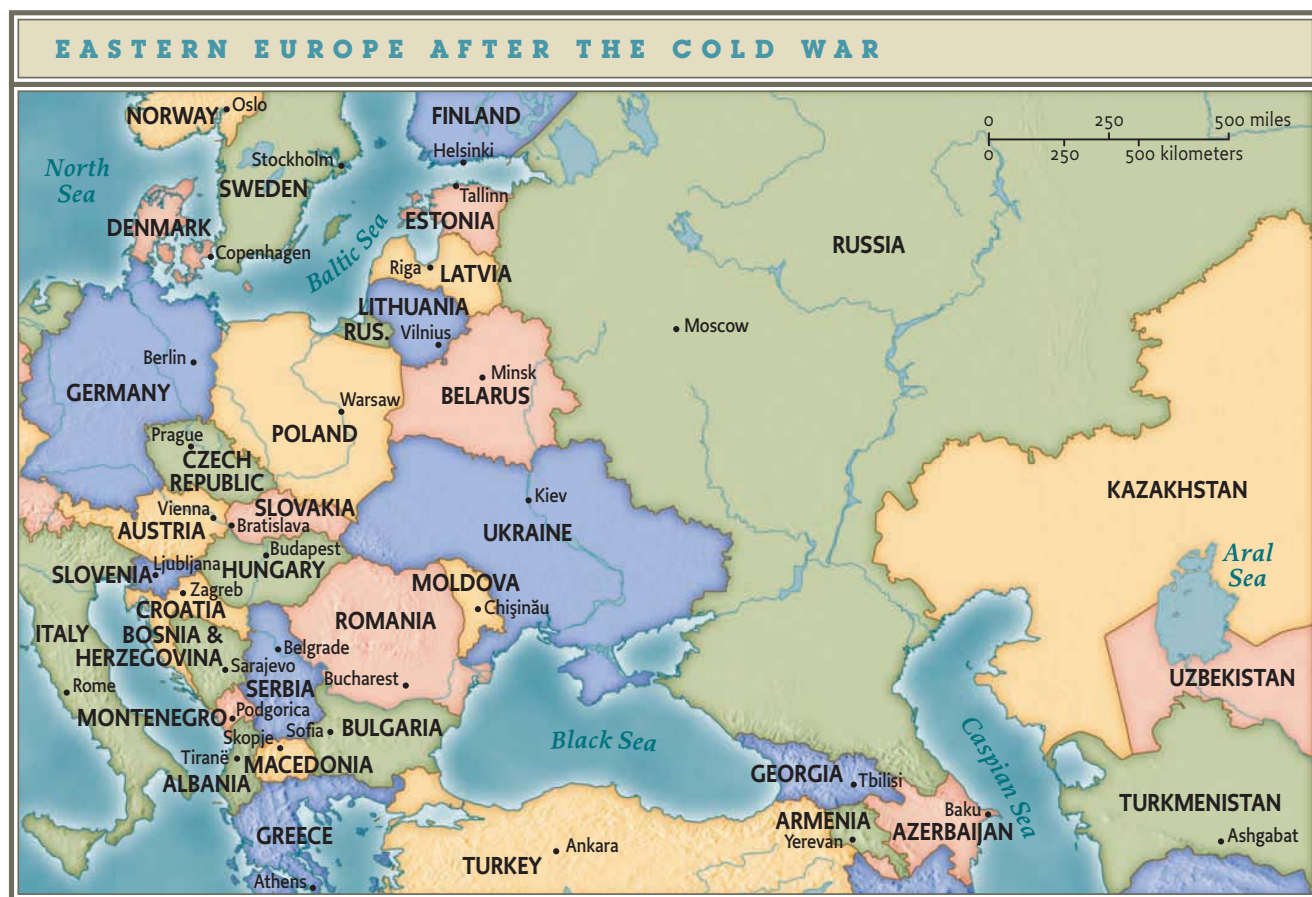 EASTERN EUROPE AFTER THE COLD WAR
0 250 500 miles
0 250 500 kilometers
NORWAY
Oslo
FINLAND
Helsinki
Stockholm
SWEDEN
North
Sea
Tallinn
ESTONIA
DENMARK
Copenhagen
Baltic Sea
RUSSIA
Riga
LATVIA
LITHUANIA
RUS.
Vilnius
Moscow
Berlin
GERMANY
Minsk
BELARUS
Warsaw
POLAND
Prague
CZECH
REPUBLIC
KAZAKHSTAN
Kiev
UKRAINE
SLOVAKIA
Vienna
Bratislava
AUSTRIA
Budapest
HUNGARY
Ljubljana
SLOVENIA
Aral
Sea
MOLDOVA
Chişinău
Zagreb
CROATIA
ROMANIA
ITALY
BOSNIA &
HERZEGOVINA
Belgrade
Sarajevo
SERBIA
Bucharest
Rome
UZBEKISTAN
Podgorica
MONTENEGRO
Skopje
Sofia
BULGARIA
Black Sea
Caspian Sea
Tiranë
MACEDONIA
ALBANIA
GEORGIA
Tbilisi
TURKMENISTAN
Baku
ARMENIA
AZERBAIJAN
Yerevan
Ashgabat
GREECE
Ankara
TURKEY
Athens